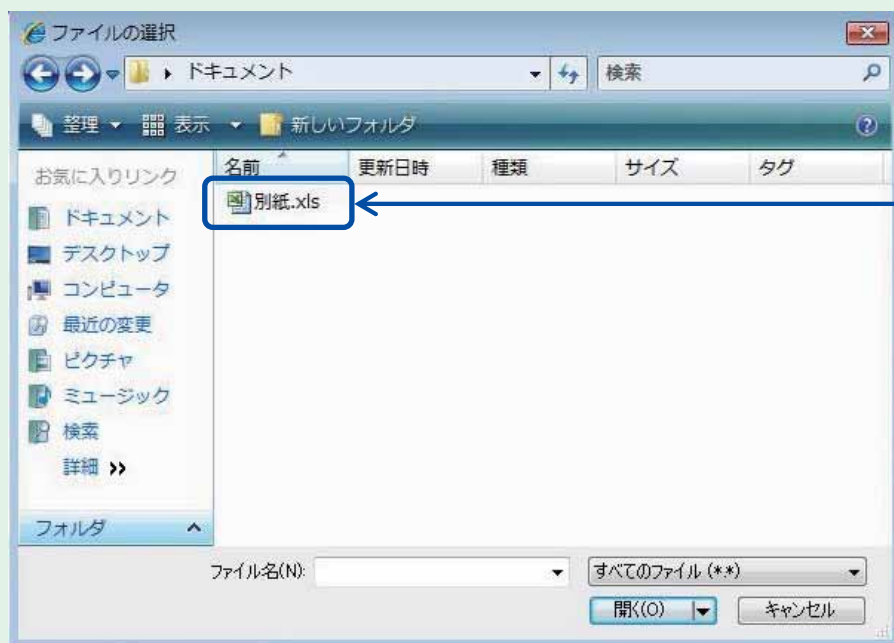 ファイルの選択
ドキュメント
検索
整理 表示 新しいフォルダ
お気に入りリンク
名前 更新日時 種類 サイズ タグ
別紙.xls
ドキュメント
デスクトップ
コンピュータ
最近の変更
ピクチャ
ミュージック
検索
詳細 >>
フォルダ
ファイル名(N):
すべてのファイル (*.*)
開く(O)
キャンセル